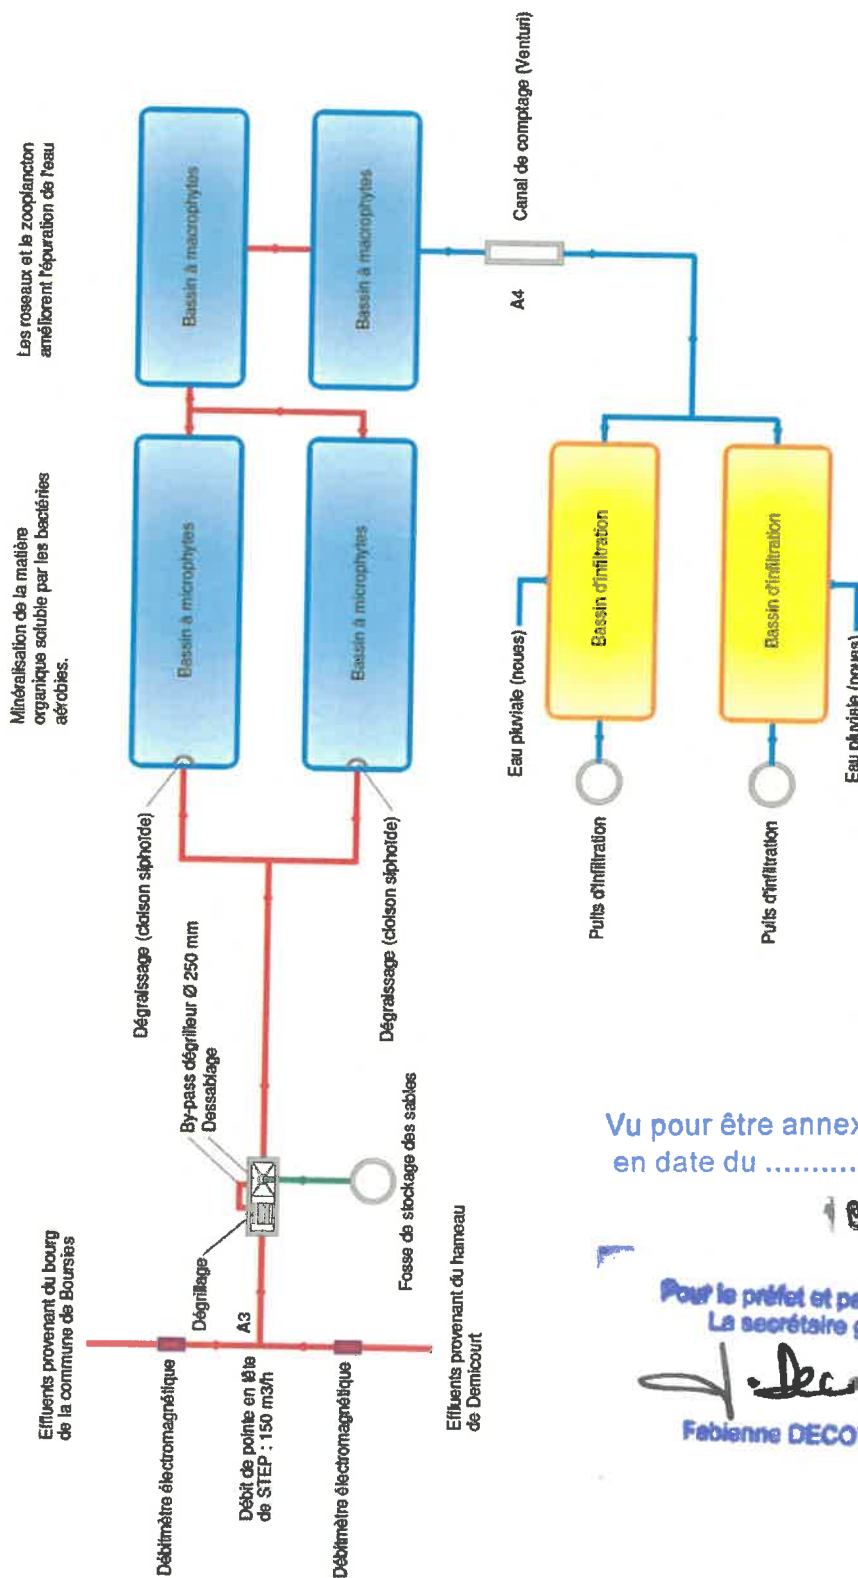 Effluents provenant du bourg
de la commune de Boursies
Débitmètre électromagnétique
Débit de pointe en tête
de STEP : 150 m3/h
A3
Débitmètre électromagnétique
Effluents provenant du hameau
de Demicourt
Dégrillage
By-pass dégrilleur Ø 250 mm
Dessablage
Fosse de stockage des sables
Dégraissage (cloison siphoïde)
Dégraissage (cloison siphoïde)
Minéralisation de la matière
organique soluble par les bactéries
aérobies.
Bassin à microphytes
Bassin à microphytes
Les roseaux et le zooplancton
améliorent l'épuration de l'eau
Bassin à macrophytes
Bassin à macrophytes
A4
Canal de comptage (Venturi)
Eau pluviale (noues)
Bassin d'infiltration
Puits d'infiltration
Bassin d'infiltration
Puits d'infiltration
Eau pluviale (noues)
Vu pour être annex
en date du ..........
Pour le préfet et pa
La secrétaire g
Fabienne DECO